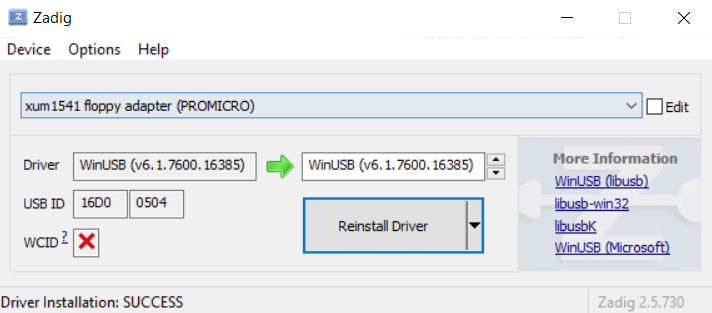 Zadig
Device Options Help
xum1541 floppy adapter (PROMICRO) Edit
Driver WinUSB (v6.1.7600.16385) WinUSB (v6.1.7600.16385)
USB ID 16D0 0504
WCID ?
Reinstall Driver
More Information
WinUSB (libusb)
libusb-win32
libusbK
WinUSB (Microsoft)
Driver Installation: SUCCESS Zadig 2.5.730